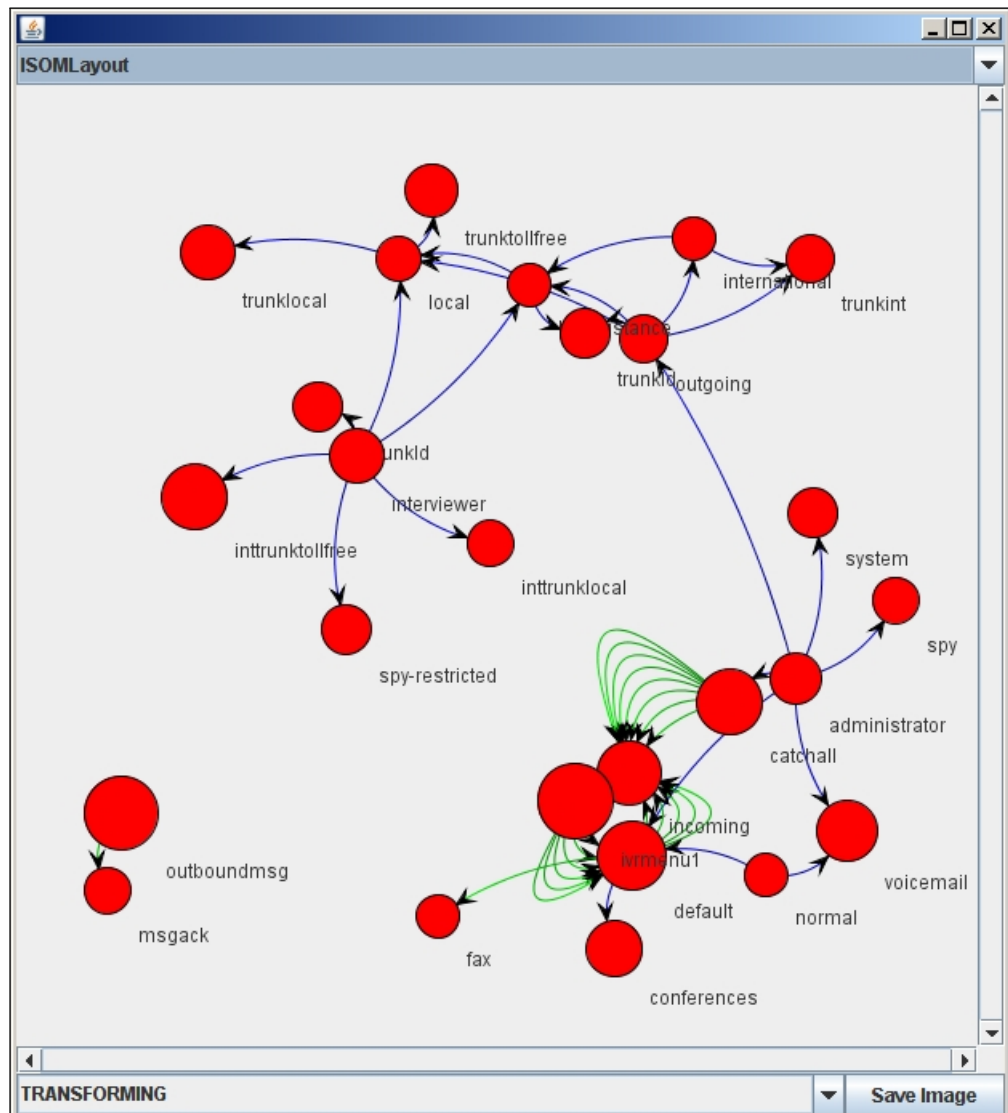 ISOMLayout
trunktollfree
trunklocal
local
international
trunkint
trunkld
outgoing
interviewer
inttrunktollfree
inttrunklocal
system
spy
spy-restricted
administrator
catchall
incoming
ivrmenu1
outboundmsg
voicemail
default
normal
msgack
fax
conferences
TRANSFORMING
Save Image